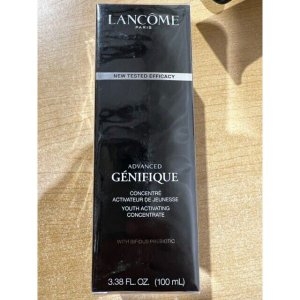 LANCÔME
PARIS
NEW TESTED EFFICACY
ADVANCED
GÉNIFIQUE
CONCENTRÉ
ACTIVATEUR DE JEUNESSE
YOUTH ACTIVATING
CONCENTRATE
WITH BIFIDUS PREBIOTIC
3.38 FL. OZ. (100 mL)